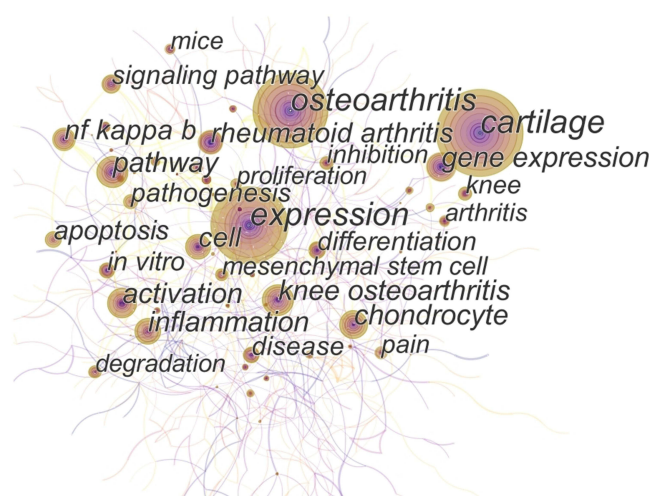 mice
signaling pathway
osteoarthritis
cartilage
nf kappa b
rheumatoid arthritis
inhibition
gene expression
pathway
proliferation
knee
pathogenesis
expression
arthritis
apoptosis
cell
differentiation
in vitro
mesenchymal stem cell
activation
knee osteoarthritis
inflammation
chondrocyte
disease
pain
degradation